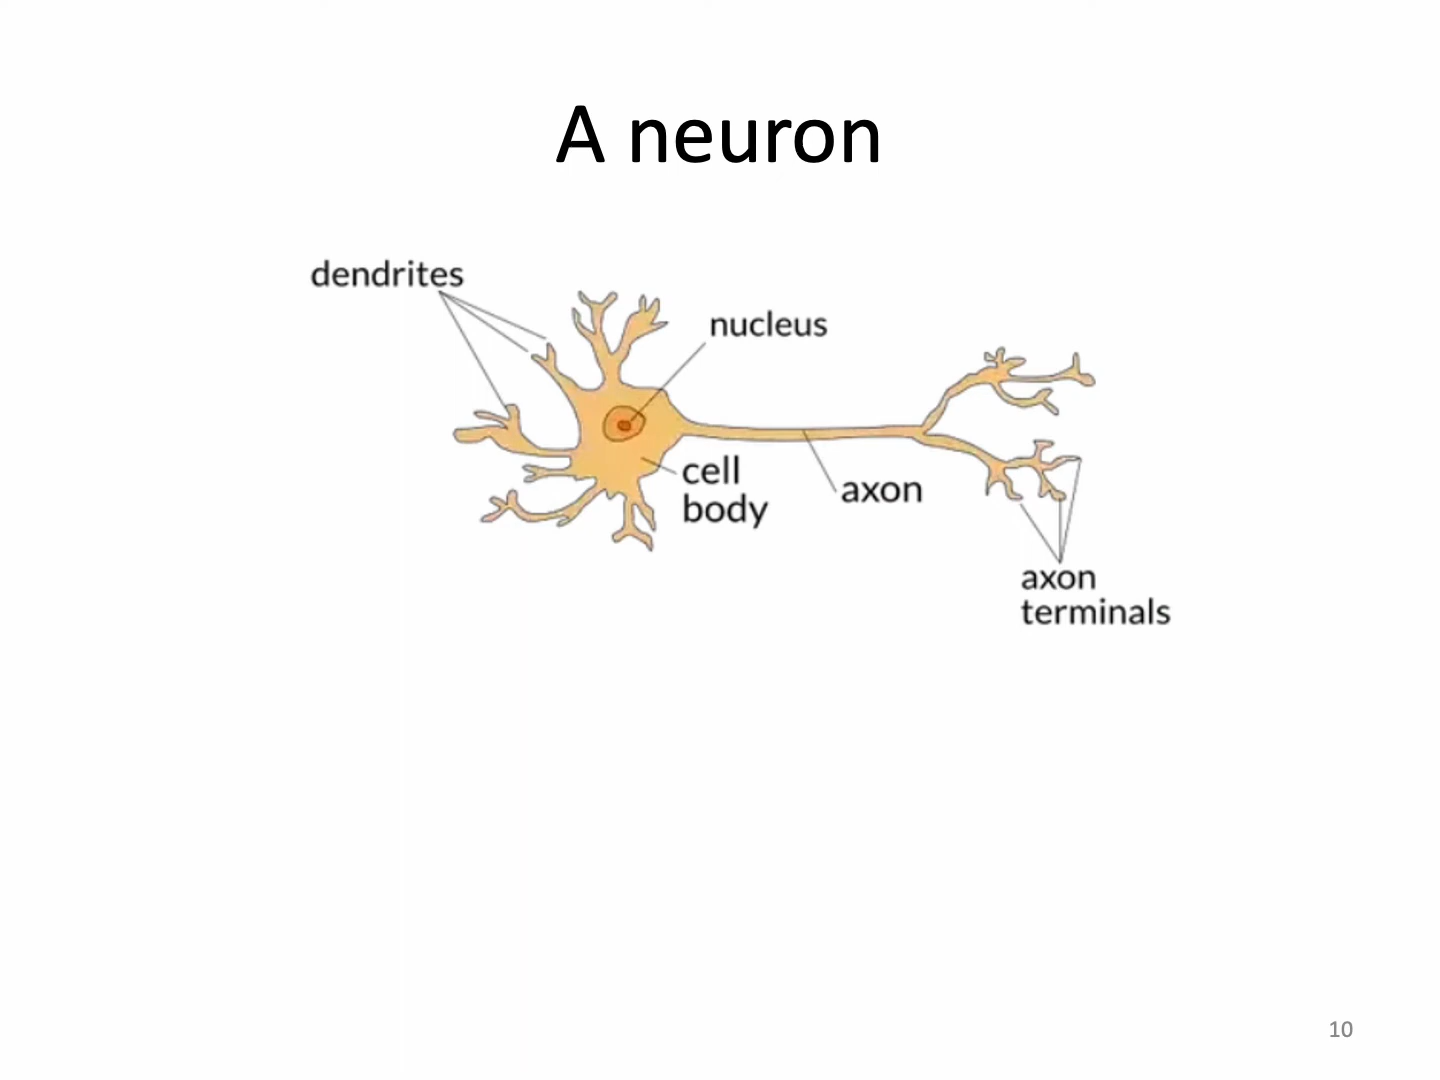 A neuron
dendrites
nucleus
cell
body
axon
axon
terminals
10